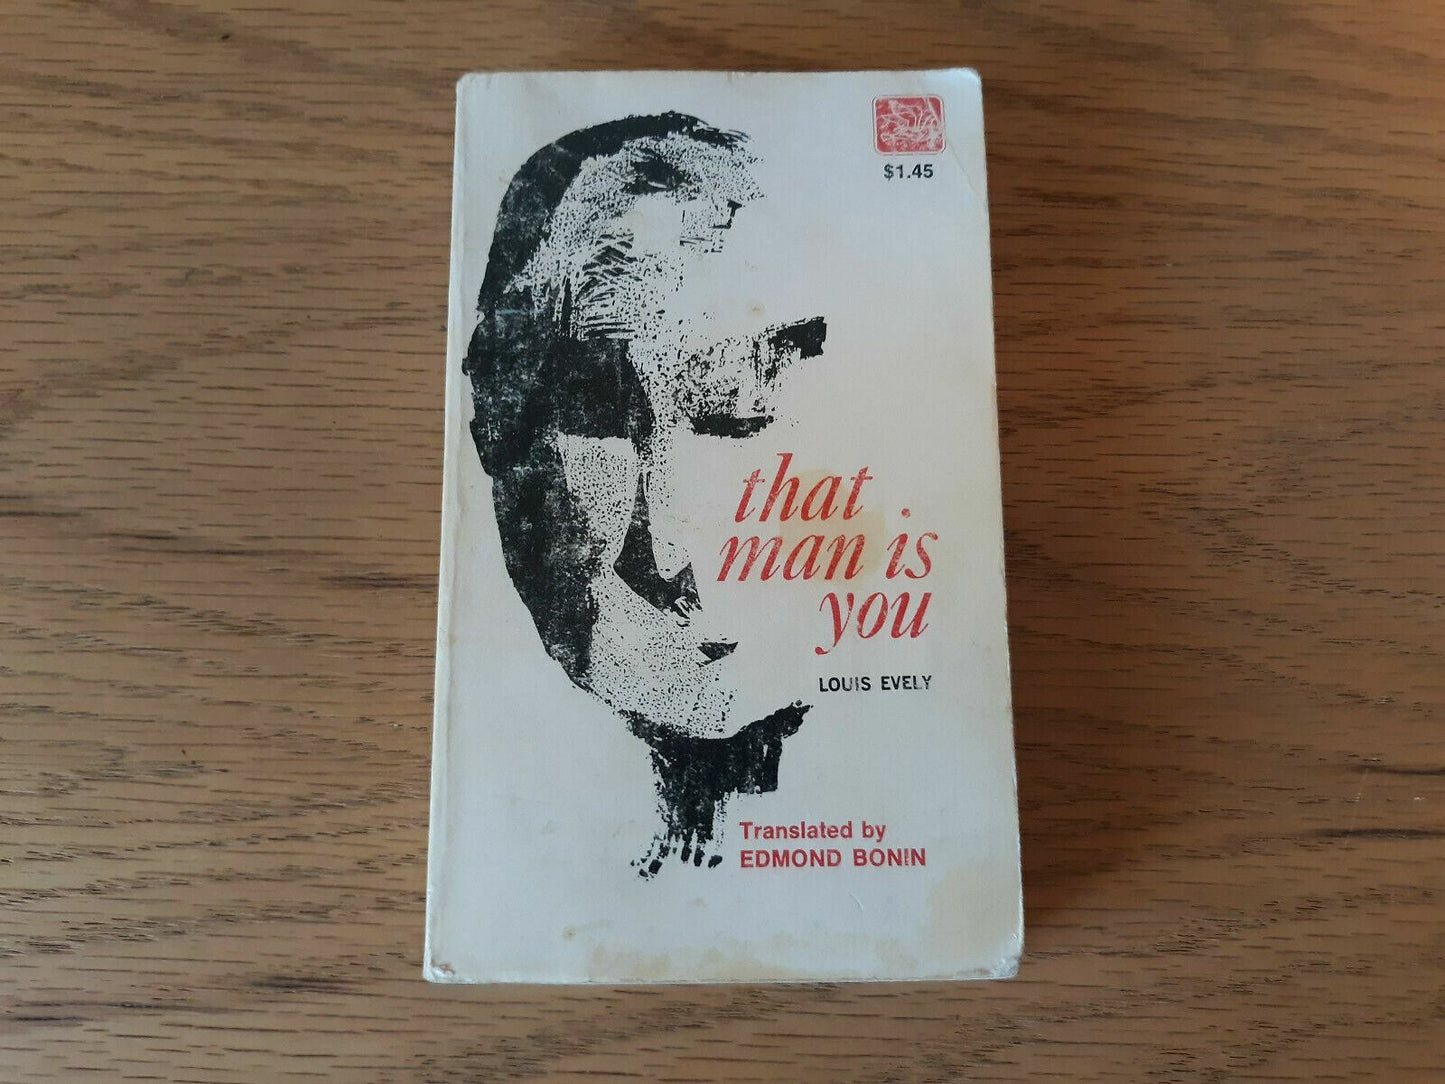 $1.45
that
man is
you
LOUIS EVELY
Translated by
EDMOND BONIN